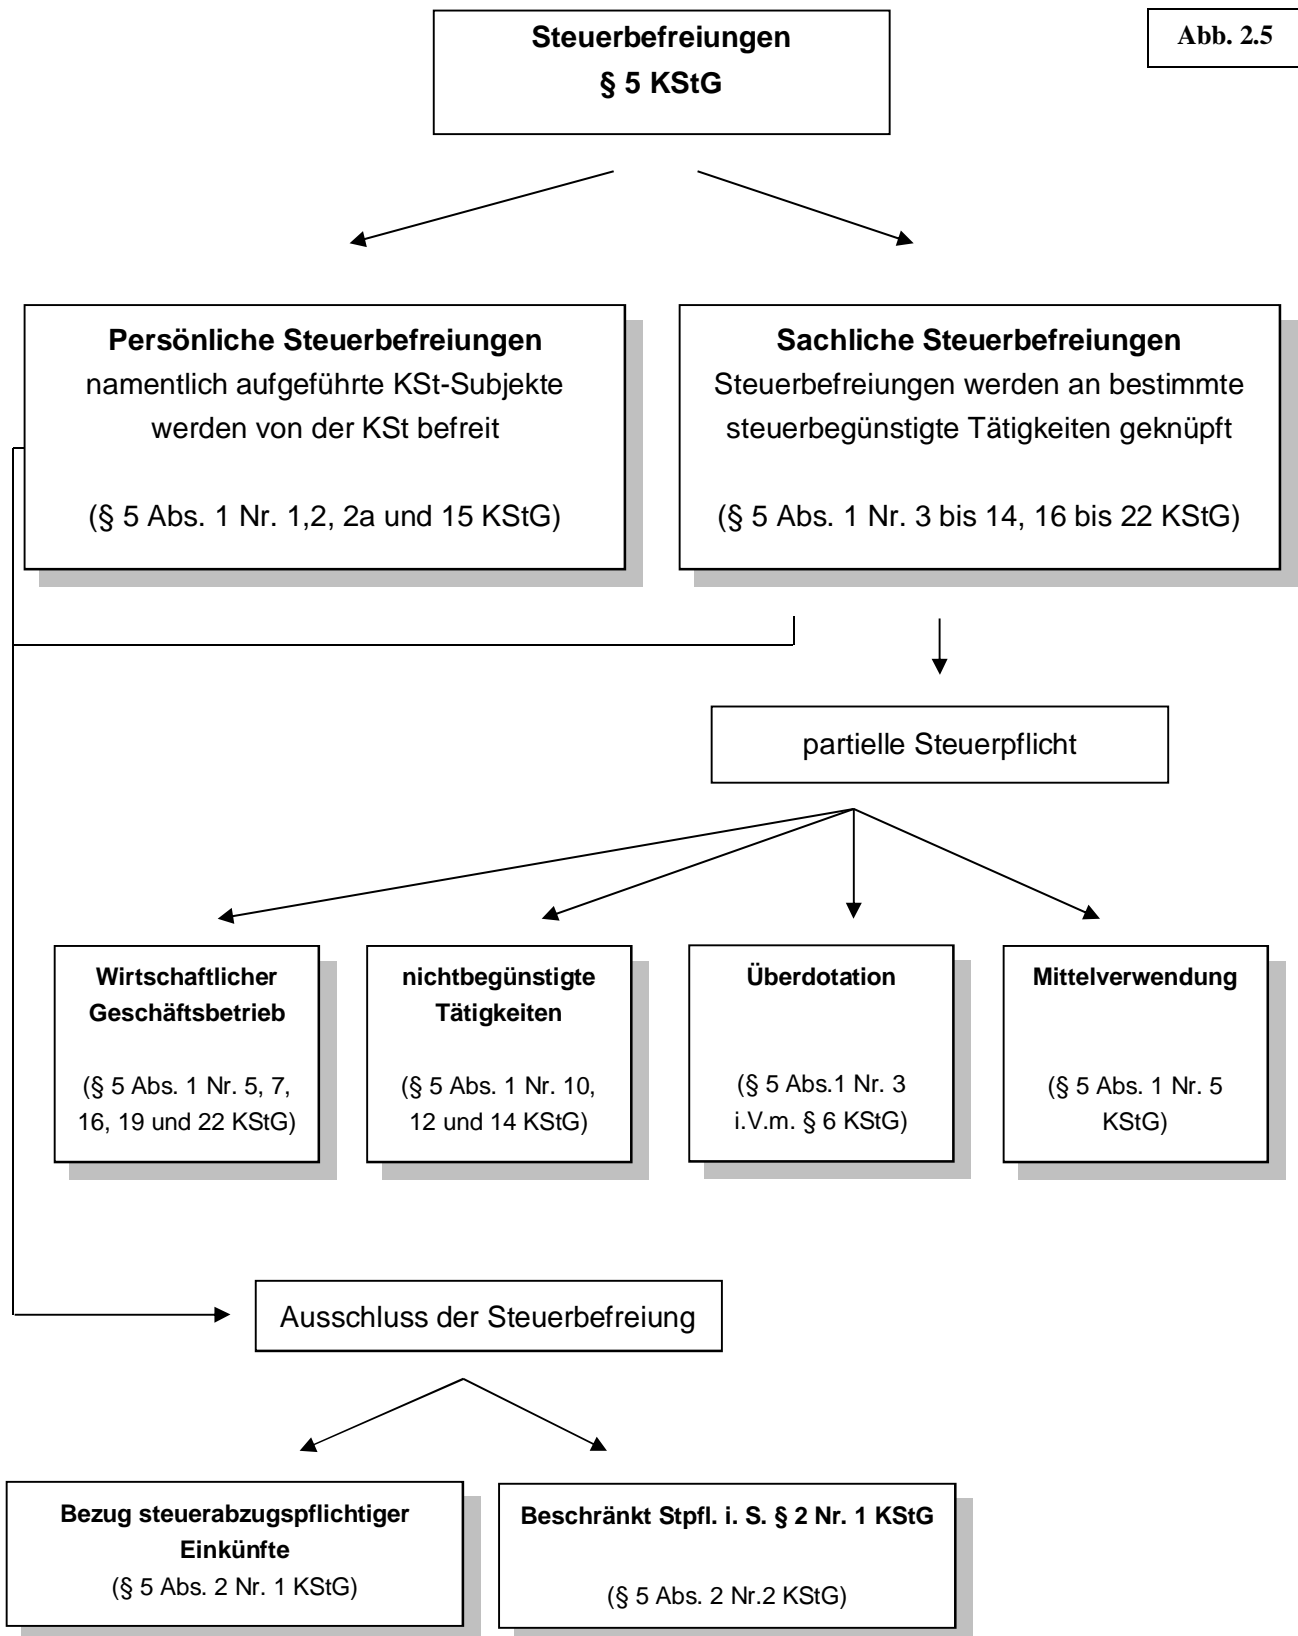 Steuerbefreiungen
§ 5 KStG
Abb. 2.5
Persönliche Steuerbefreiungen
namentlich aufgeführte KSt-Subjekte
werden von der KSt befreit
(§ 5 Abs. 1 Nr. 1,2, 2a und 15 KStG)
Sachliche Steuerbefreiungen
Steuerbefreiungen werden an bestimmte
steuerbegünstigte Tätigkeiten geknüpft
(§ 5 Abs. 1 Nr. 3 bis 14, 16 bis 22 KStG)
partielle Steuerpflicht
Wirtschaftlicher
Geschäftsbetrieb
(§ 5 Abs. 1 Nr. 5, 7,
16, 19 und 22 KStG)
nichtbegünstigte
Tätigkeiten
(§ 5 Abs. 1 Nr. 10,
12 und 14 KStG)
Überdotation
(§ 5 Abs.1 Nr. 3
i.V.m. § 6 KStG)
Mittelverwendung
(§ 5 Abs. 1 Nr. 5
KStG)
Ausschluss der Steuerbefreiung
Bezug steuerabzugspflichtiger
Einkünfte
(§ 5 Abs. 2 Nr. 1 KStG)
Beschränkt Stpfl. i. S. § 2 Nr. 1 KStG
(§ 5 Abs. 2 Nr.2 KStG)